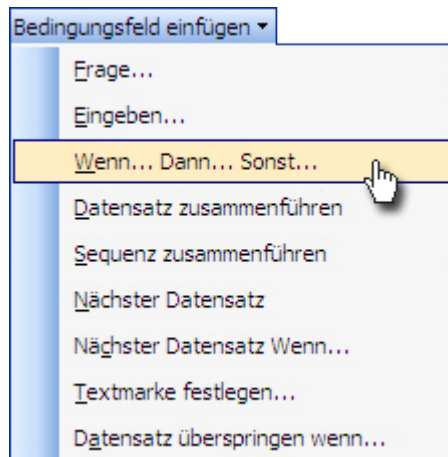 Bedingungsfeld einfügen
Frage...
Eingeben...
Wenn... Dann... Sonst...
Datensatz zusammenführen
Sequenz zusammenführen
Nächster Datensatz
Nächster Datensatz Wenn...
Textmarke festlegen...
Datensatz überspringen wenn...